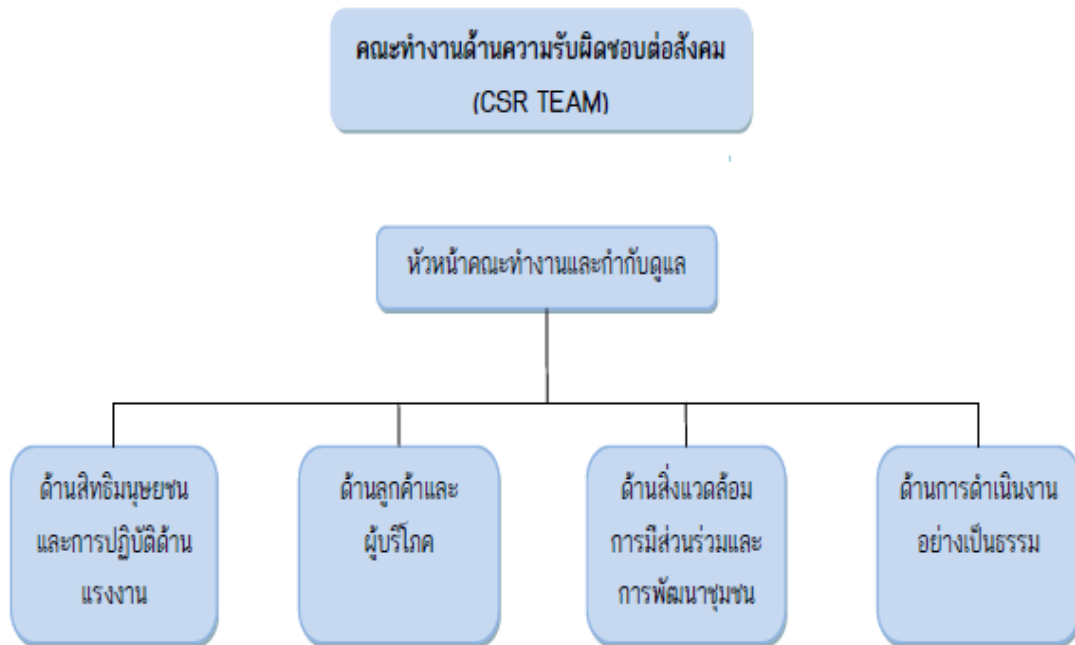 คณะทำงานด้านความรับผิดชอบต่อสังคม
(CSR TEAM)
หัวหน้าคณะทำงานและกำกับดูแล
ด้านสิทธิมนุษยชน
และการปฏิบัติด้าน
แรงงาน
ด้านลูกค้าและ
ผู้บริโภค
ด้านสิ่งแวดล้อม
การมีส่วนร่วมและ
การพัฒนาชุมชน
ด้านการดำเนินงาน
อย่างเป็นธรรม